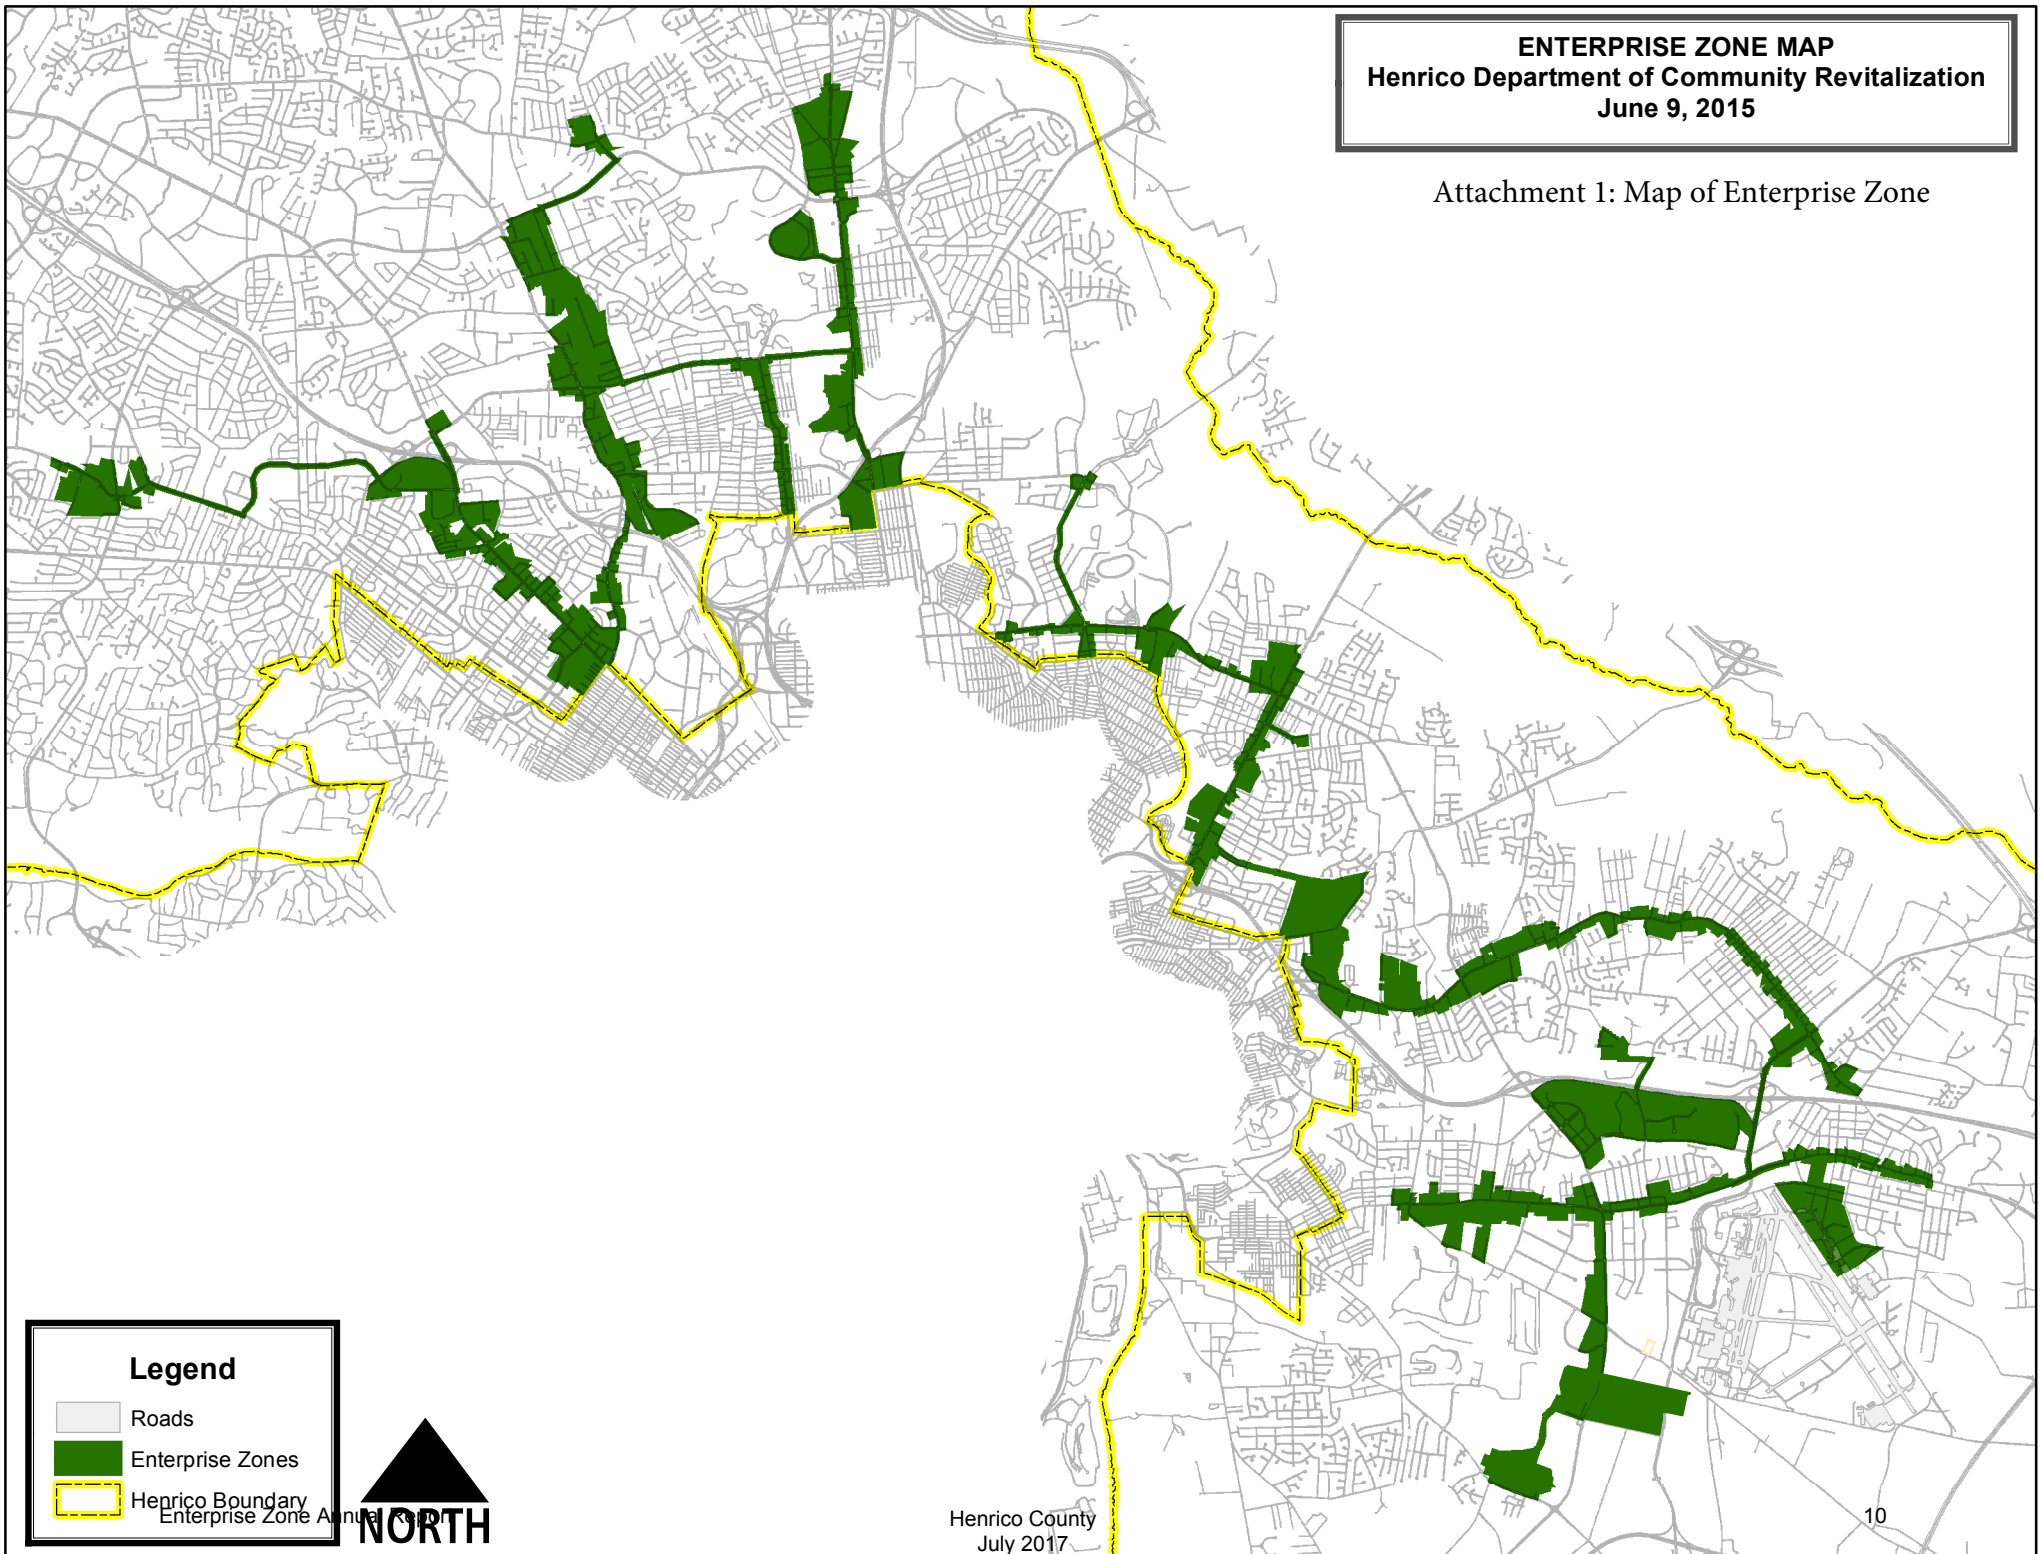 ENTERPRISE ZONE MAP
Henrico Department of Community Revitalization
June 9, 2015
Attachment 1: Map of Enterprise Zone
Legend
Roads
Enterprise Zones
Henrico Boundary
Enterprise Zone Annual Report
NORTH
Henrico County
July 2017
10